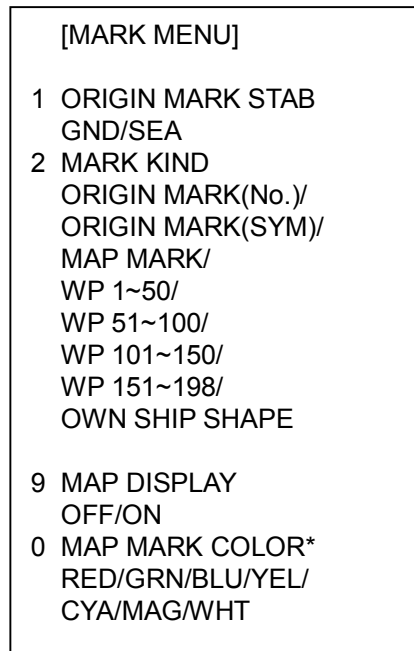 [MARK MENU]
1 ORIGIN MARK STAB
GND/SEA
2 MARK KIND
ORIGIN MARK(No.)/
ORIGIN MARK(SYM)/
MAP MARK/
WP 1~50/
WP 51~100/
WP 101~150/
WP 151~198/
OWN SHIP SHAPE
9 MAP DISPLAY
OFF/ON
0 MAP MARK COLOR*
RED/GRN/BLU/YEL/
CYA/MAG/WHT